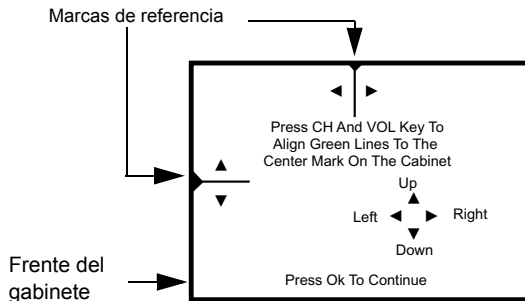 Marcas de referencia
Press CH And VOL Key To
Align Green Lines To The
Center Mark On The Cabinet
Up
Left
Right
Down
Frente del
gabinete
Press Ok To Continue